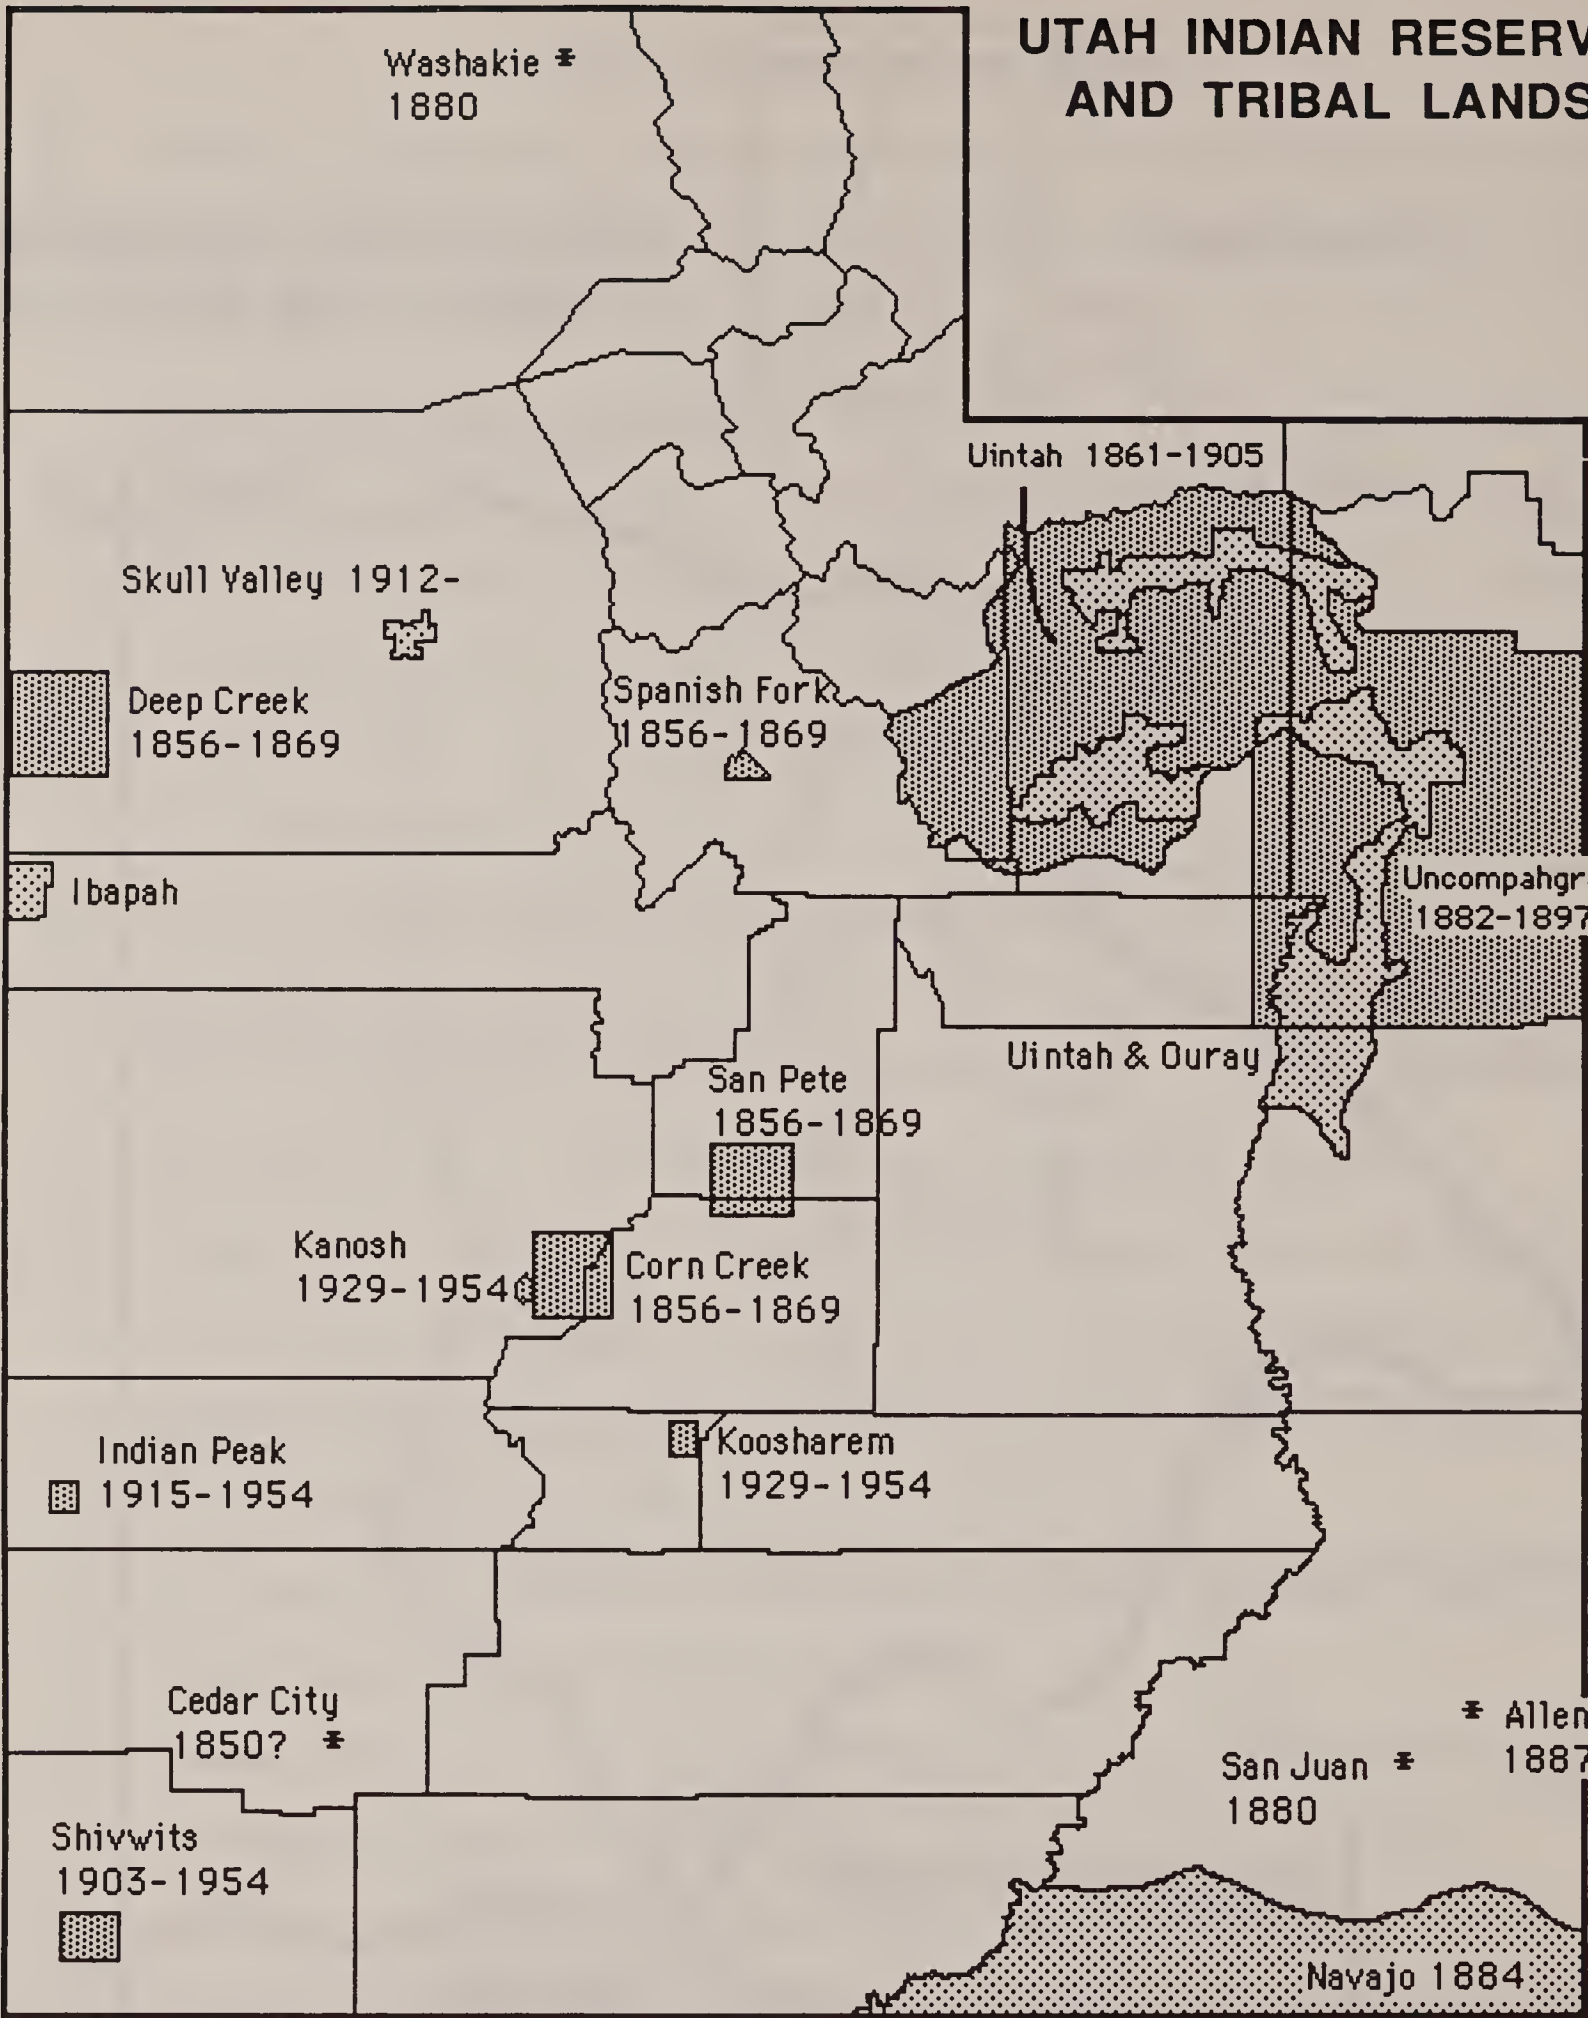 UTAH INDIAN RESERV
AND TRIBAL LANDS
Washakie
1880
Uintah 1861-1905
Skull Valley 1912-
Deep Creek
1856-1869
Spanish Fork
1856-1869
Ibapah
Uncompahgr
1882-1897
Uintah & Ouray
San Pete
1856-1869
Kanosh
1929-1954
Corn Creek
1856-1869
Indian Peak
1915-1954
Koosharem
1929-1954
Cedar City
1850?
Allen
1887
San Juan
1880
Shivwits
1903-1954
Navajo 1884